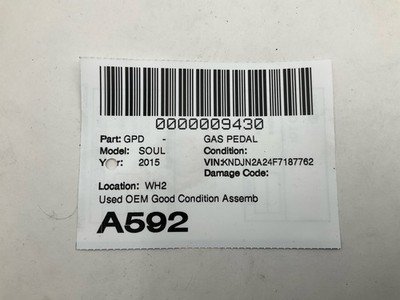 0000009430
Part: GPD - GAS PEDAL
Model: SOUL Condition:
Year: 2015 VIN:KNDJN2A24F7187762
Damage Code:
Location: WH2
Used OEM Good Condition Assemb
A592